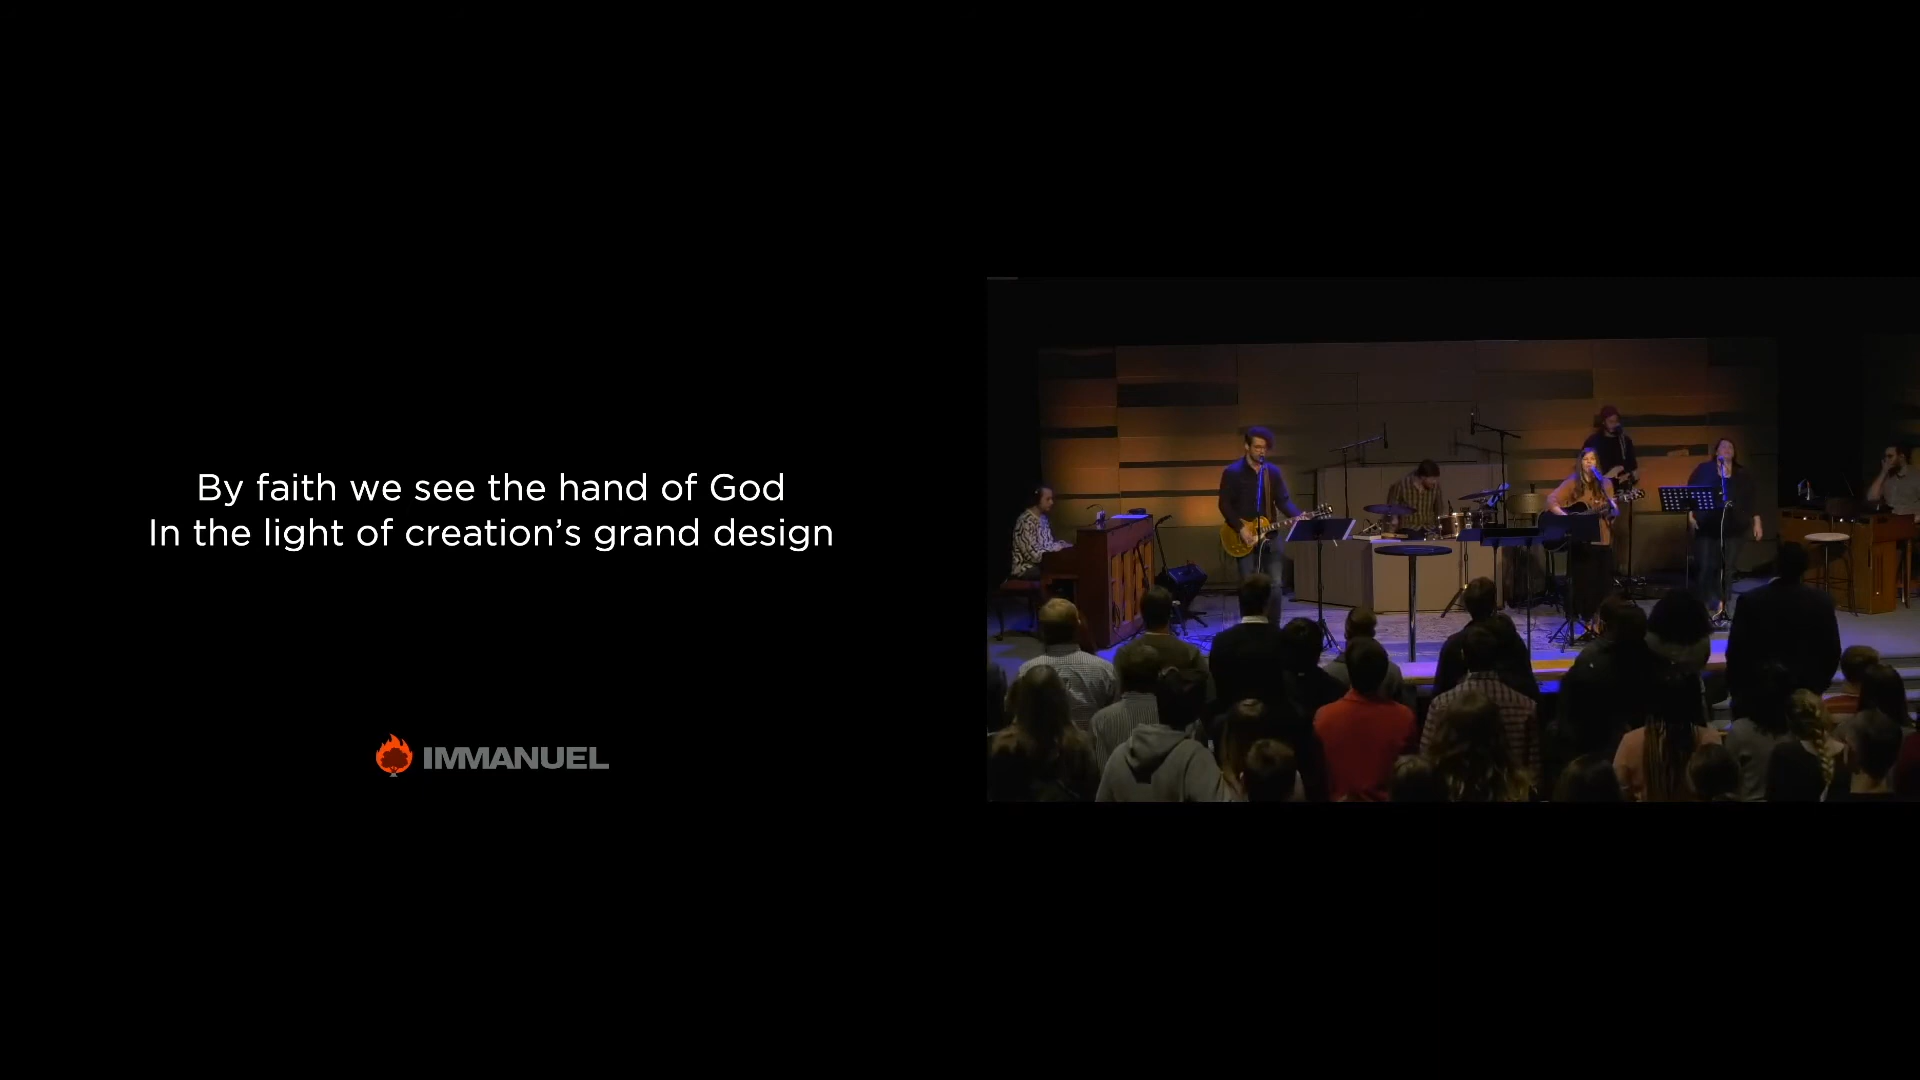 By faith we see the hand of God
In the light of creation’s grand design
IMMANUEL